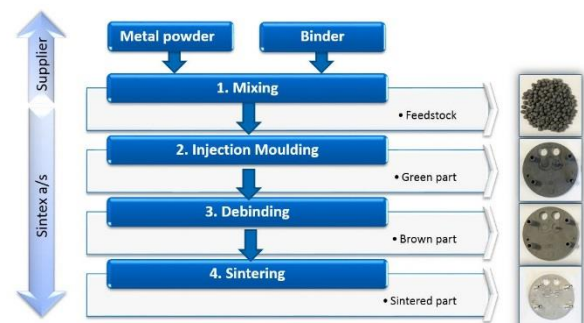 Supplier
Sintex a/s
Metal powder
Binder
1. Mixing
• Feedstock
2. Injection Moulding
• Green part
3. Debinding
• Brown part
4. Sintering
• Sintered part